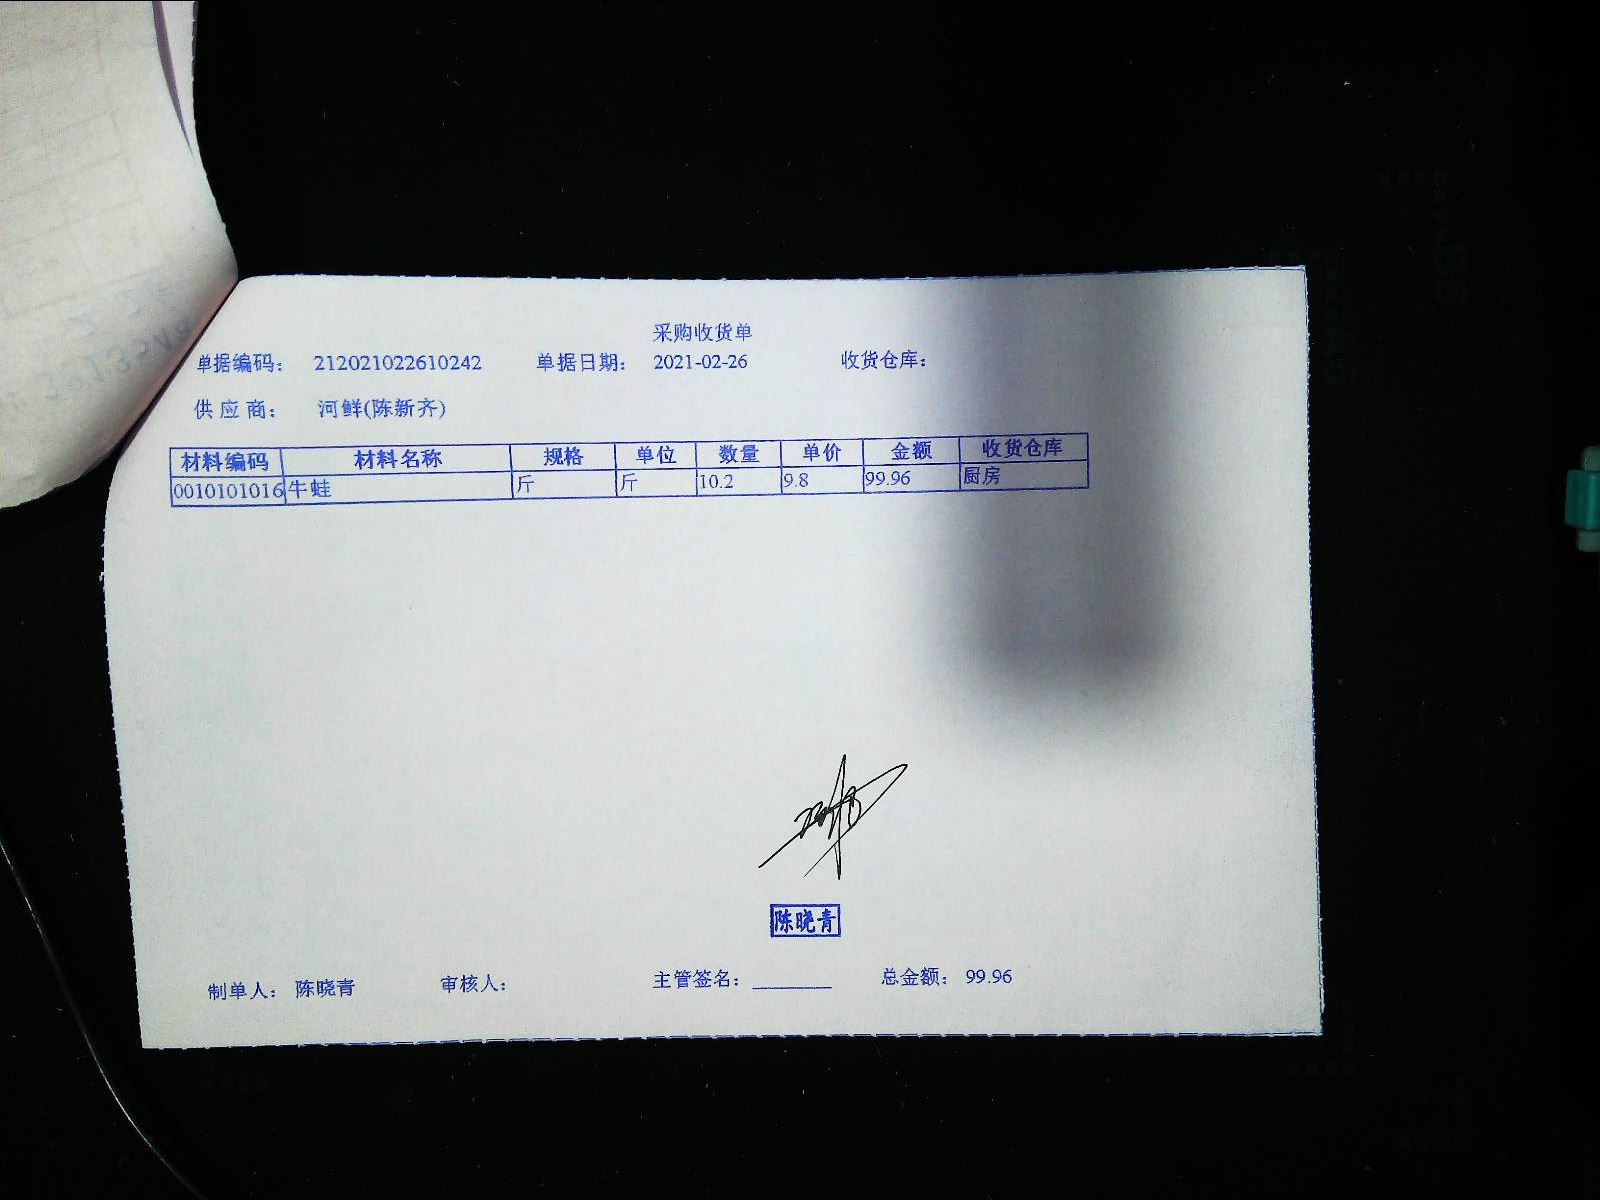 采购收货单
单据编码： 212021022610242 单据日期： 2021-02-26 收货仓库：
供应商： 河鲜(陈新齐)
材料编码 材料名称 规格 单位 数量 单价 金额 收货仓库
0010101016 牛蛙 斤 斤 10.2 9.8 99.96 厨房
陈晓青
制单人： 陈晓青 审核人： 主管签名：________ 总金额： 99.96